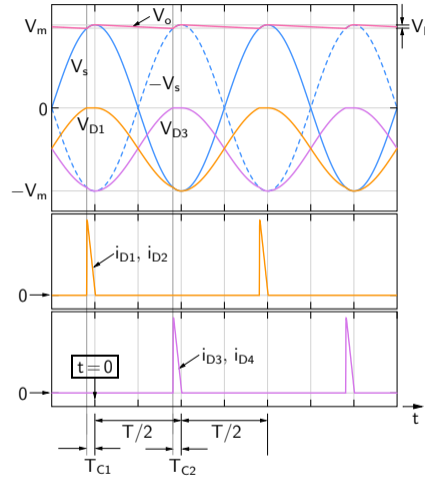 Vm Vo
Vs −Vs
0
VD1 VD3
−Vm
iD1, iD2
0
iD3, iD4
0
t=0
t
T/2 T/2
TC1 TC2